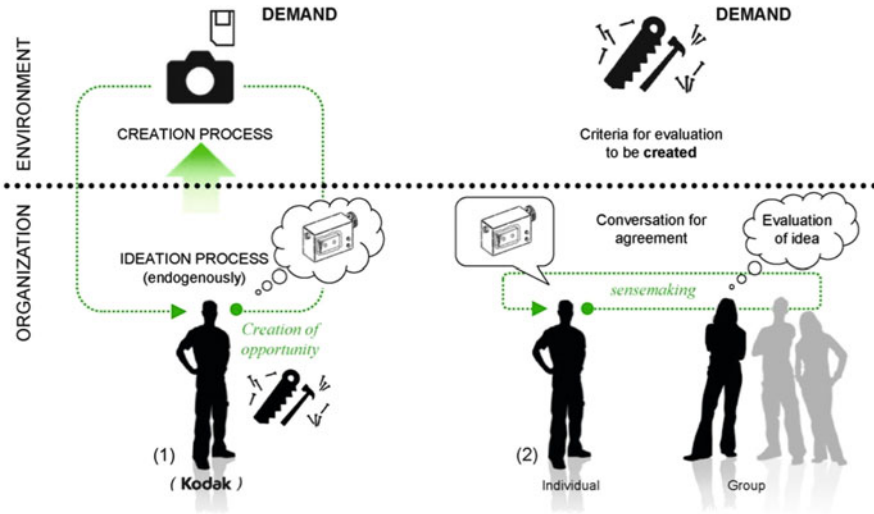 DEMAND
DEMAND
ENVIRONMENT
CREATION PROCESS
Criteria for evaluation
to be created
ORGANIZATION
IDEATION PROCESS
(endogenously)
Creation of
opportunity
Conversation for
agreement
Evaluation
of idea
sensemaking
(1)
( Kodak )
(2)
Individual
Group